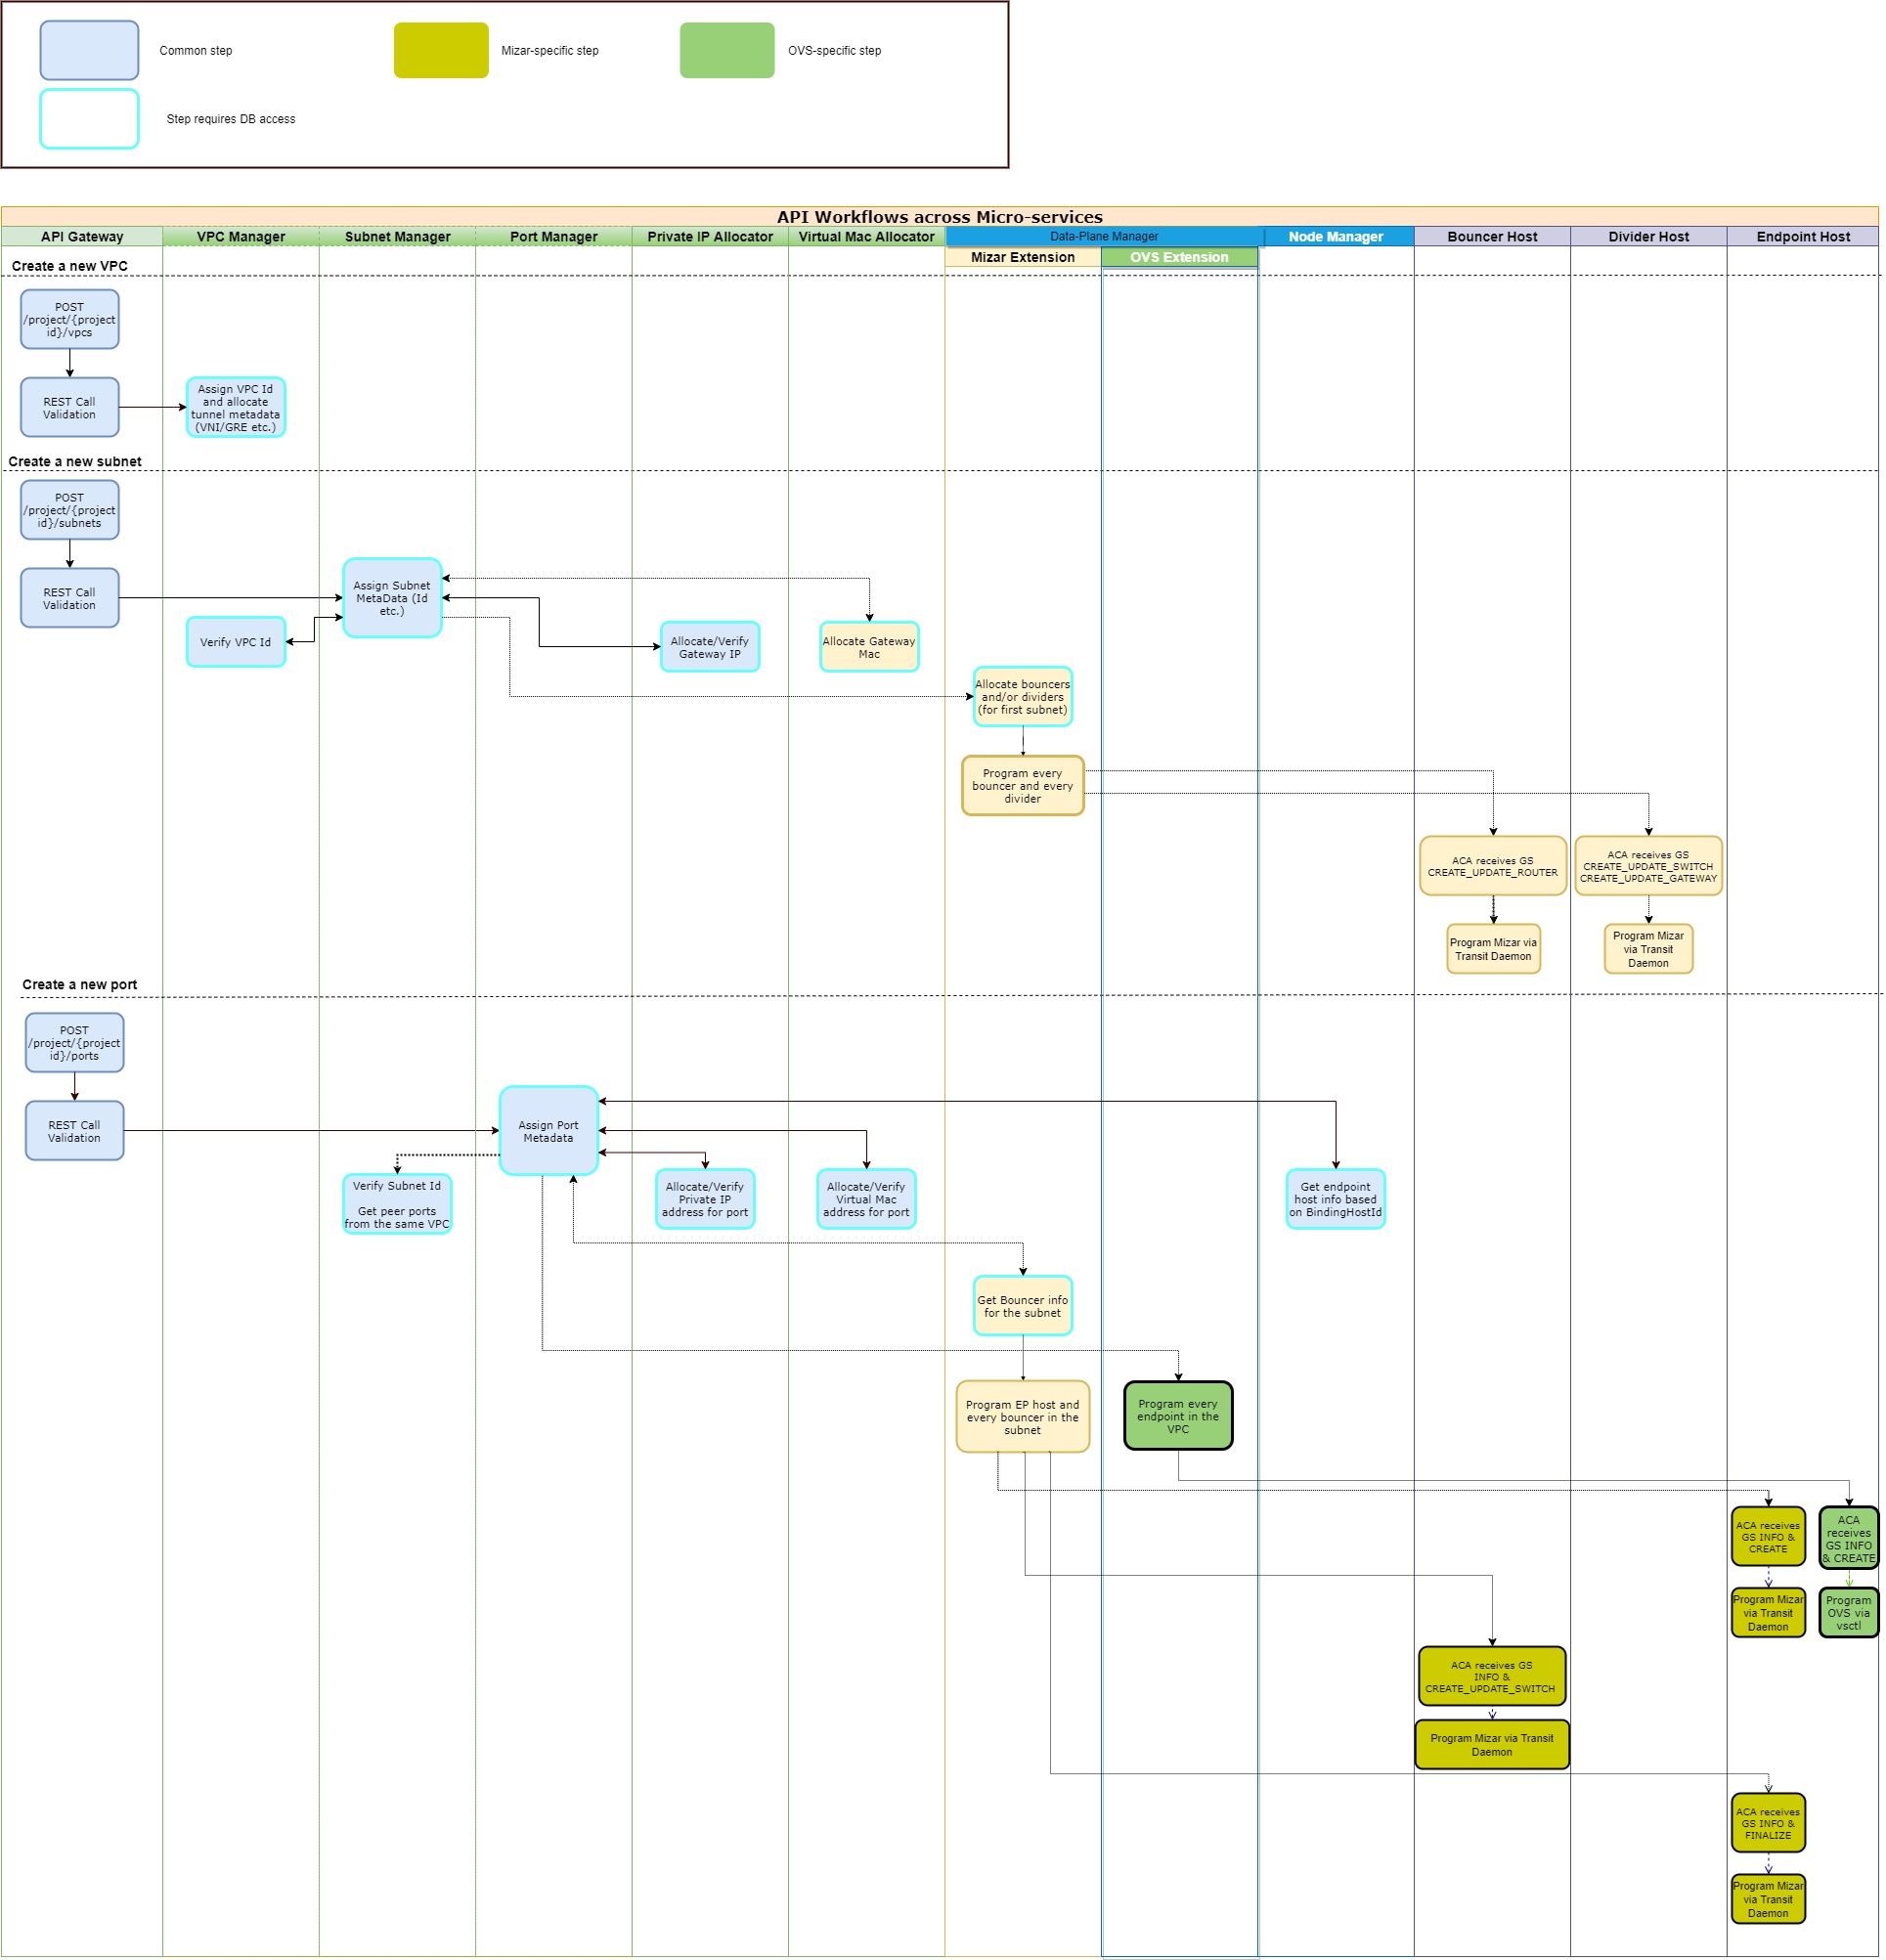 Common step
Mizar-specific step
OVS-specific step
Step requires DB access
API Workflows across Micro-services
API Gateway
VPC Manager
Subnet Manager
Port Manager
Private IP Allocator
Virtual Mac Allocator
Data-Plane Manager
Node Manager
Bouncer Host
Divider Host
Endpoint Host
Mizar Extension
OVS Extension
Create a new VPC
POST
/project/{project
id}/vpcs
REST Call
Validation
Assign VPC Id
and allocate
tunnel metadata
(VNI/GRE etc.)
Create a new subnet
POST
/project/{project
id}/subnets
REST Call
Validation
Assign Subnet
MetaData (Id
etc.)
Verify VPC Id
Allocate/Verify
Gateway IP
Allocate Gateway
Mac
Allocate bouncers
and/or dividers
(for first subnet)
Program every
bouncer and every
divider
ACA receives GS
CREATE_UPDATE_ROUTER
ACA receives GS
CREATE_UPDATE_SWITCH
CREATE_UPDATE_GATEWAY
Program Mizar via
Transit Daemon
Program Mizar
via Transit
Daemon
Create a new port
POST
/project/{project
id}/ports
REST Call
Validation
Assign Port
Metadata
Verify Subnet Id
Get peer ports
from the same VPC
Allocate/Verify
Private IP
address for port
Allocate/Verify
Virtual Mac
address for port
Get endpoint
host info based
on BindingHostId
Get Bouncer info
for the subnet
Program EP host and
every bouncer in the
subnet
Program every
endpoint in the
VPC
ACA receives
GS INFO &
CREATE
ACA
receives
GS INFO
& CREATE
Program Mizar
via Transit
Daemon
Program
OVS via
vsctl
ACA receives GS
INFO &
CREATE_UPDATE_SWITCH
Program Mizar via Transit
Daemon
ACA receives
GS INFO &
FINALIZE
Program Mizar
via Transit
Daemon